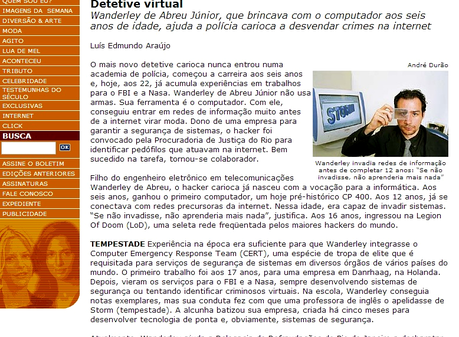 QUEM SOU EU?
IMAGENS DA SEMANA
DIVERSÃO & ARTE
MODA
AGITO
LUA DE MEL
ACONTECEU
TRIBUTO
CELEBRIDADE
TESTEMUNHAS DO
SÉCULO
EXCLUSIVAS
INTERNET
CLICK
BUSCA
OK
ASSINE O BOLETIM
EDIÇÕES ANTERIORES
ASSINATURAS
FALE CONOSCO
EXPEDIENTE
PUBLICIDADE
Detetive virtual
Wanderley de Abreu Júnior, que brincava com o computador aos seis
anos de idade, ajuda a polícia carioca a desvendar crimes na internet
Luís Edmundo Araújo
O mais novo detetive carioca nunca entrou numa
academia de polícia, começou a carreira aos seis anos
e, hoje, aos 22, já acumula experiências em trabalhos
para o FBI e a Nasa. Wanderley de Abreu Júnior não usa
armas. Sua ferramenta é o computador. Com ele,
conseguiu entrar em redes de informação muito antes
de a internet virar moda. Dono de uma empresa para
garantir a segurança de sistemas, o hacker foi
convocado pela Procuradoria de Justiça do Rio para
identificar pedófilos que atuavam na internet. Bem
sucedido na tarefa, tornou-se colaborador.
André Durão
STORM
Wanderley invadia redes de informação
antes de completar 12 anos: "Se não
invadisse, não aprenderia mais nada"
Filho do engenheiro eletrônico em telecomunicações
Wanderley de Abreu, o hacker carioca já nasceu com a vocação para a informática. Aos
seis anos, ganhou o primeiro computador, um hoje pré-histórico CP 400. Aos 12 anos, já se
conectava com redes precursoras da internet. Nessa idade, era capaz de invadir sistemas.
"Se não invadisse, não aprenderia mais nada", justifica. Aos 16 anos, ingressou na Legion
Of Doom (LoD), uma seleta rede freqüentada pelos maiores hackers do mundo.
TEMPESTADE Experiência na época era suficiente para que Wanderley integrasse o
Computer Emergency Response Team (CERT), uma espécie de tropa de elite que é
requisitada para serviços de segurança de sistemas em diversos órgãos de vários países do
mundo. O primeiro trabalho foi aos 17 anos, para uma empresa em Danrhaag, na Holanda.
Depois, vieram os serviços para o FBI e a Nasa, sempre desenvolvendo sistemas de
segurança ou tentando identificar criminosos virtuais. Na escola, Wanderley conseguia
notas exemplares, mas sua conduta fez com que uma professora de inglês o apelidasse de
Storm (tempestade). A alcunha batizou sua empresa, criada há cinco meses para
desenvolver tecnologia de ponta e, obviamente, sistemas de segurança.